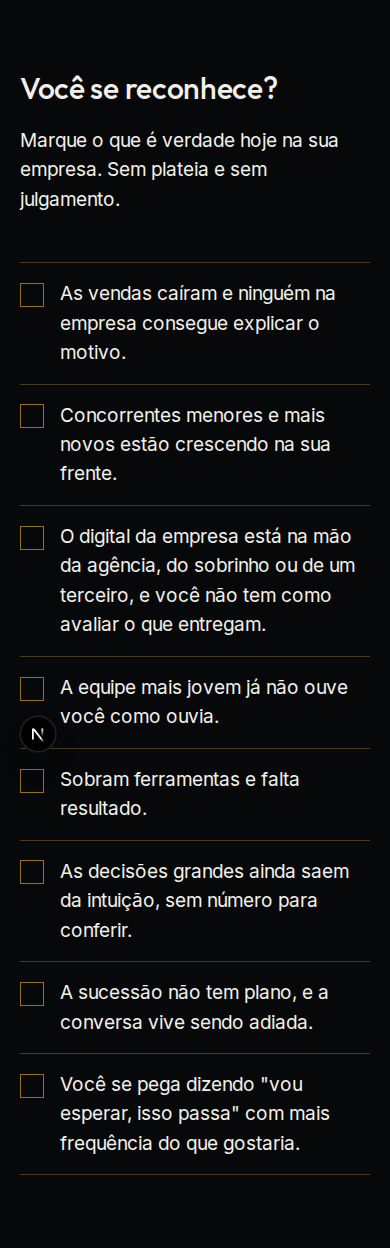 Você se reconhece?
Marque o que é verdade hoje na sua
empresa. Sem plateia e sem
julgamento.
As vendas caíram e ninguém na
empresa consegue explicar o
motivo.
Concorrentes menores e mais
novos estão crescendo na sua
frente.
O digital da empresa está na mão
da agência, do sobrinho ou de um
terceiro, e você não tem como
avaliar o que entregam.
A equipe mais jovem já não ouve
você como ouvia.
N
Sobram ferramentas e falta
resultado.
As decisões grandes ainda saem
da intuição, sem número para
conferir.
A sucessão não tem plano, e a
conversa vive sendo adiada.
Você se pega dizendo "vou
esperar, isso passa" com mais
frequência do que gostaria.